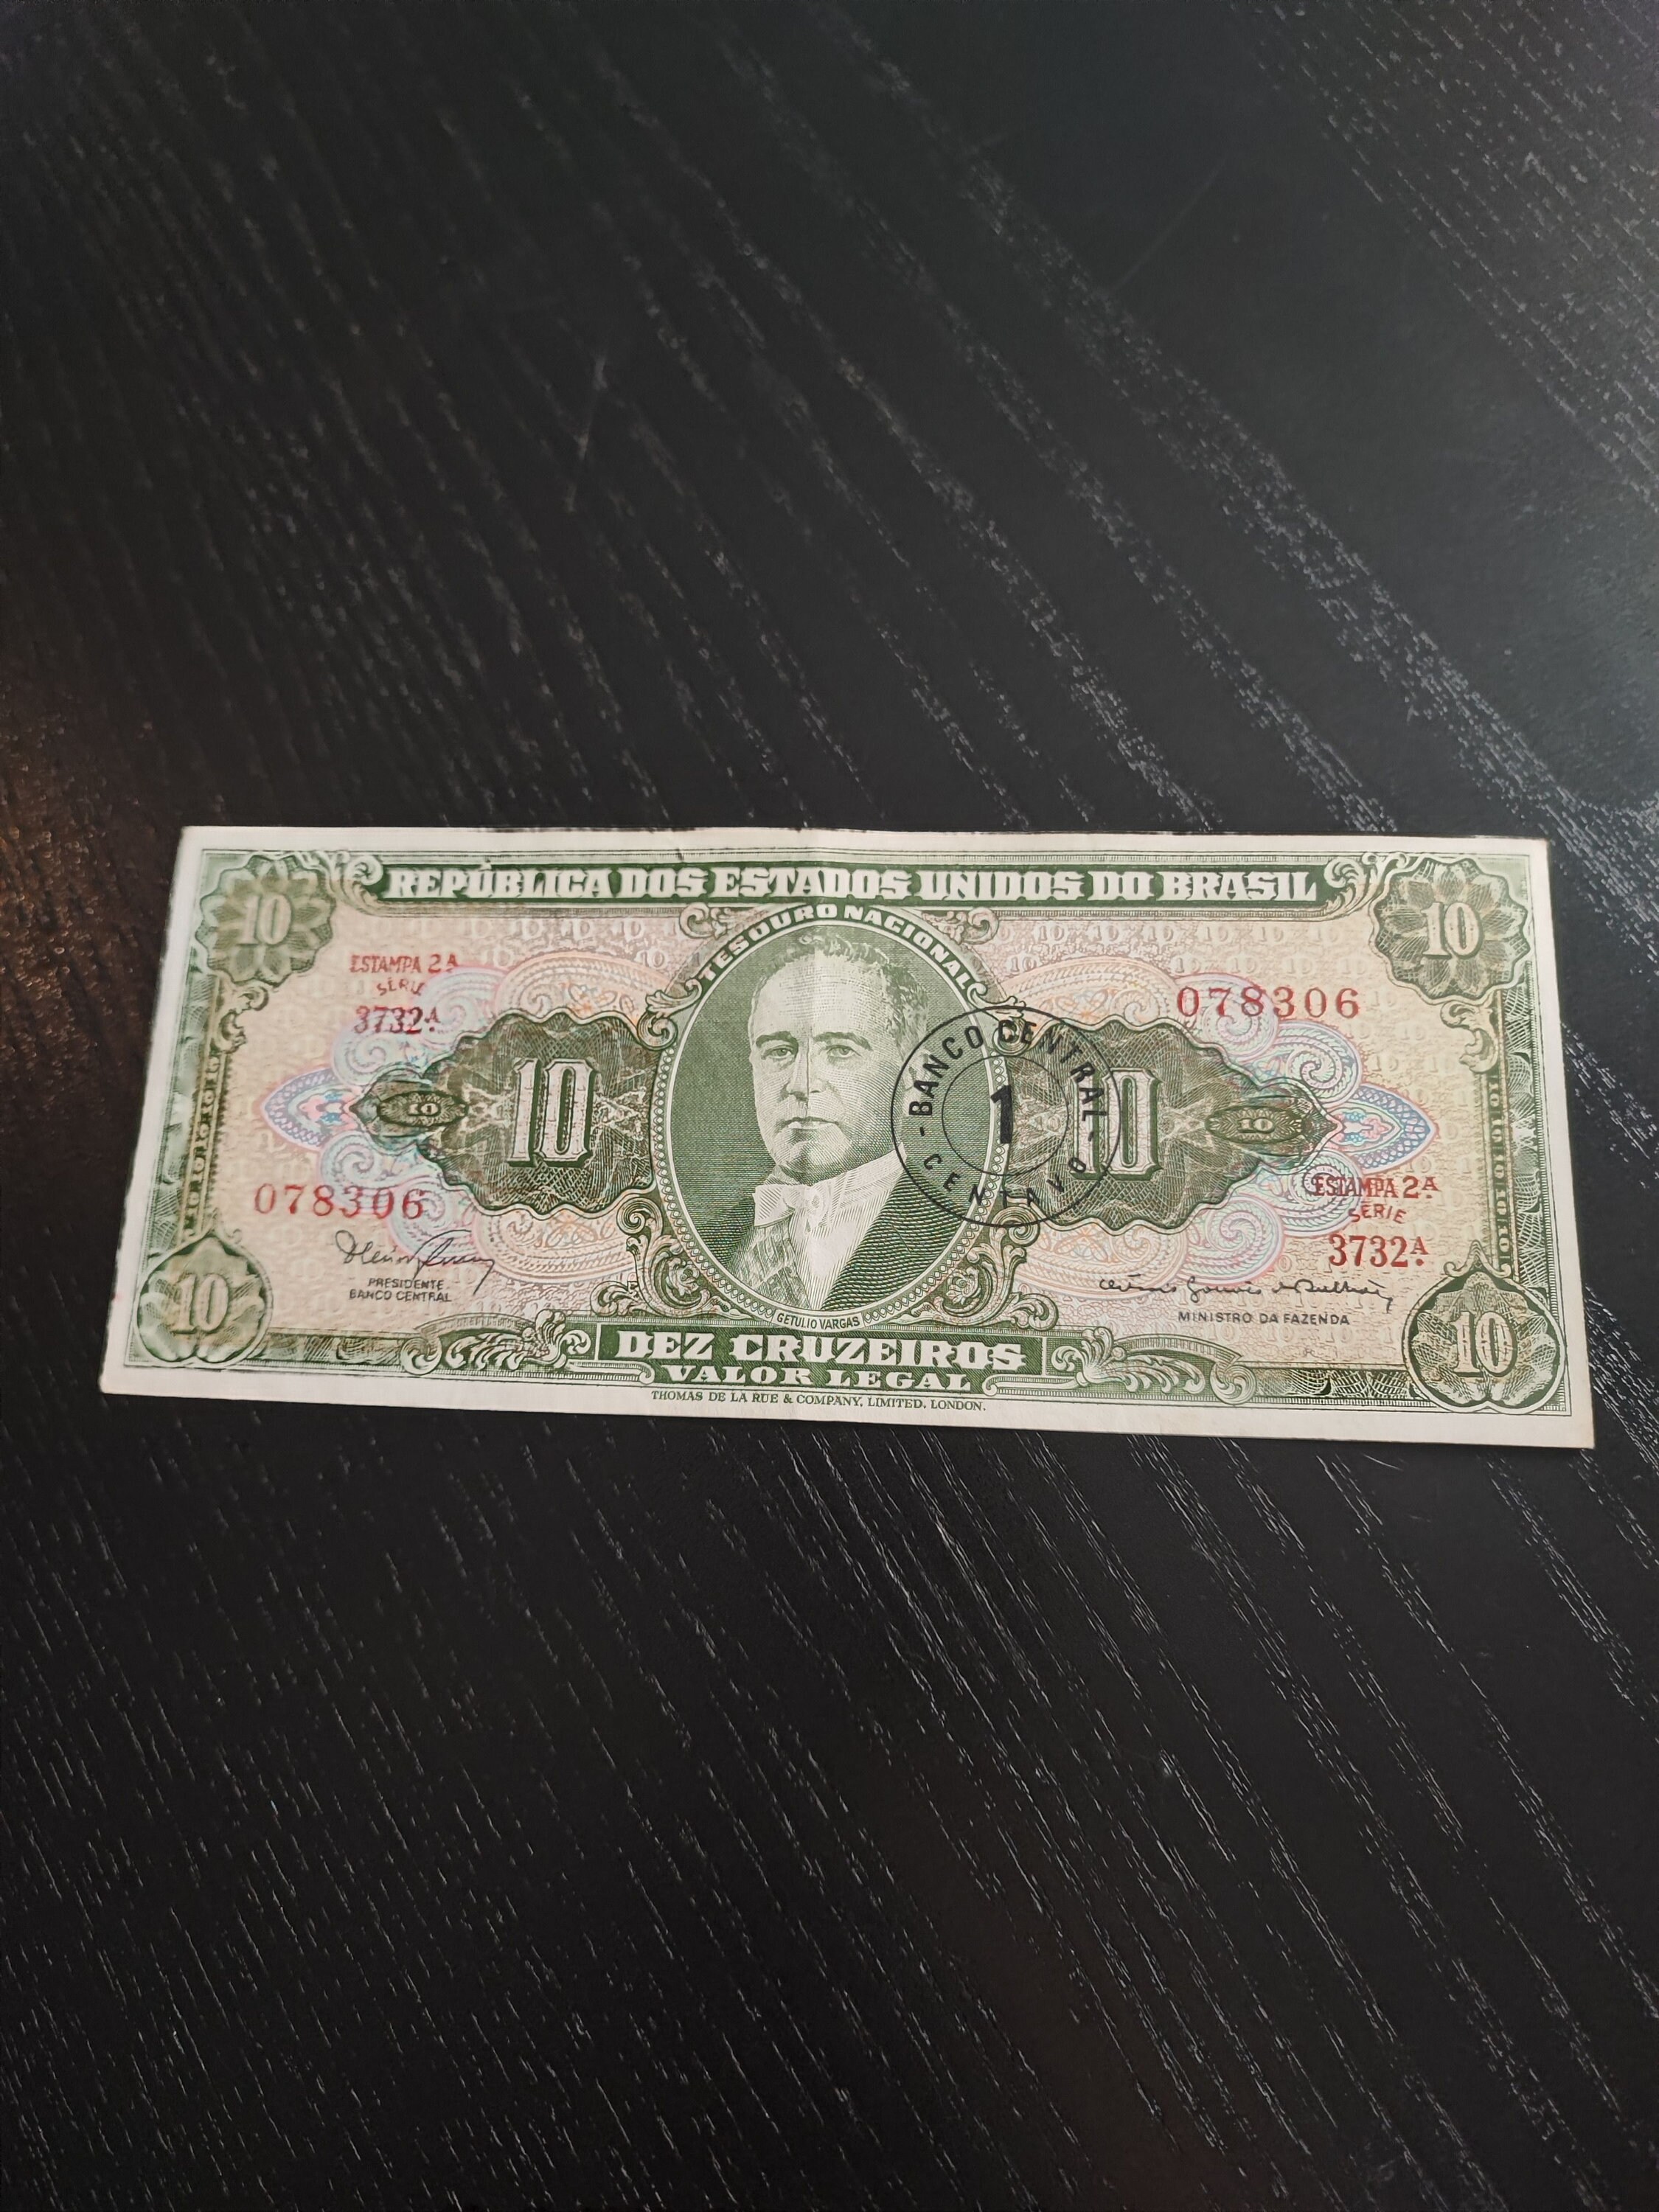 REPÚBLICA DOS ESTADOS UNIDOS DO BRASIL
TESOURO NACIONAL
10
10
ESTAMPA 2A
SÉRIE
3732A
078306
10
10
10
10
BANCO CENTRAL
1
CENTAVO
078306
ESTAMPA 2A
SÉRIE
3732A
PRESIDENTE
BANCO CENTRAL
MINISTRO DA FAZENDA
GETULIO VARGAS
10
10
DEZ CRUZEIROS
VALOR LEGAL
THOMAS DE LA RUE & COMPANY, LIMITED, LONDON.